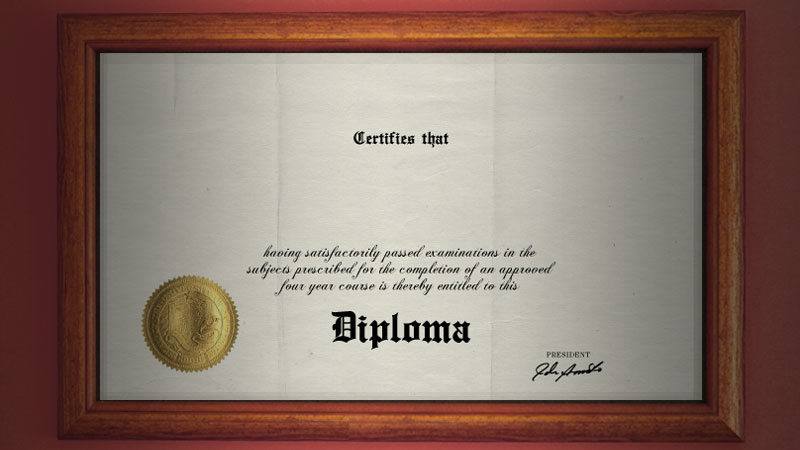 Certifies that
having satisfactorily passed examinations in the
subjects prescribed for the completion of an approved
four year course is thereby entitled to this
Diploma
PRESIDENT